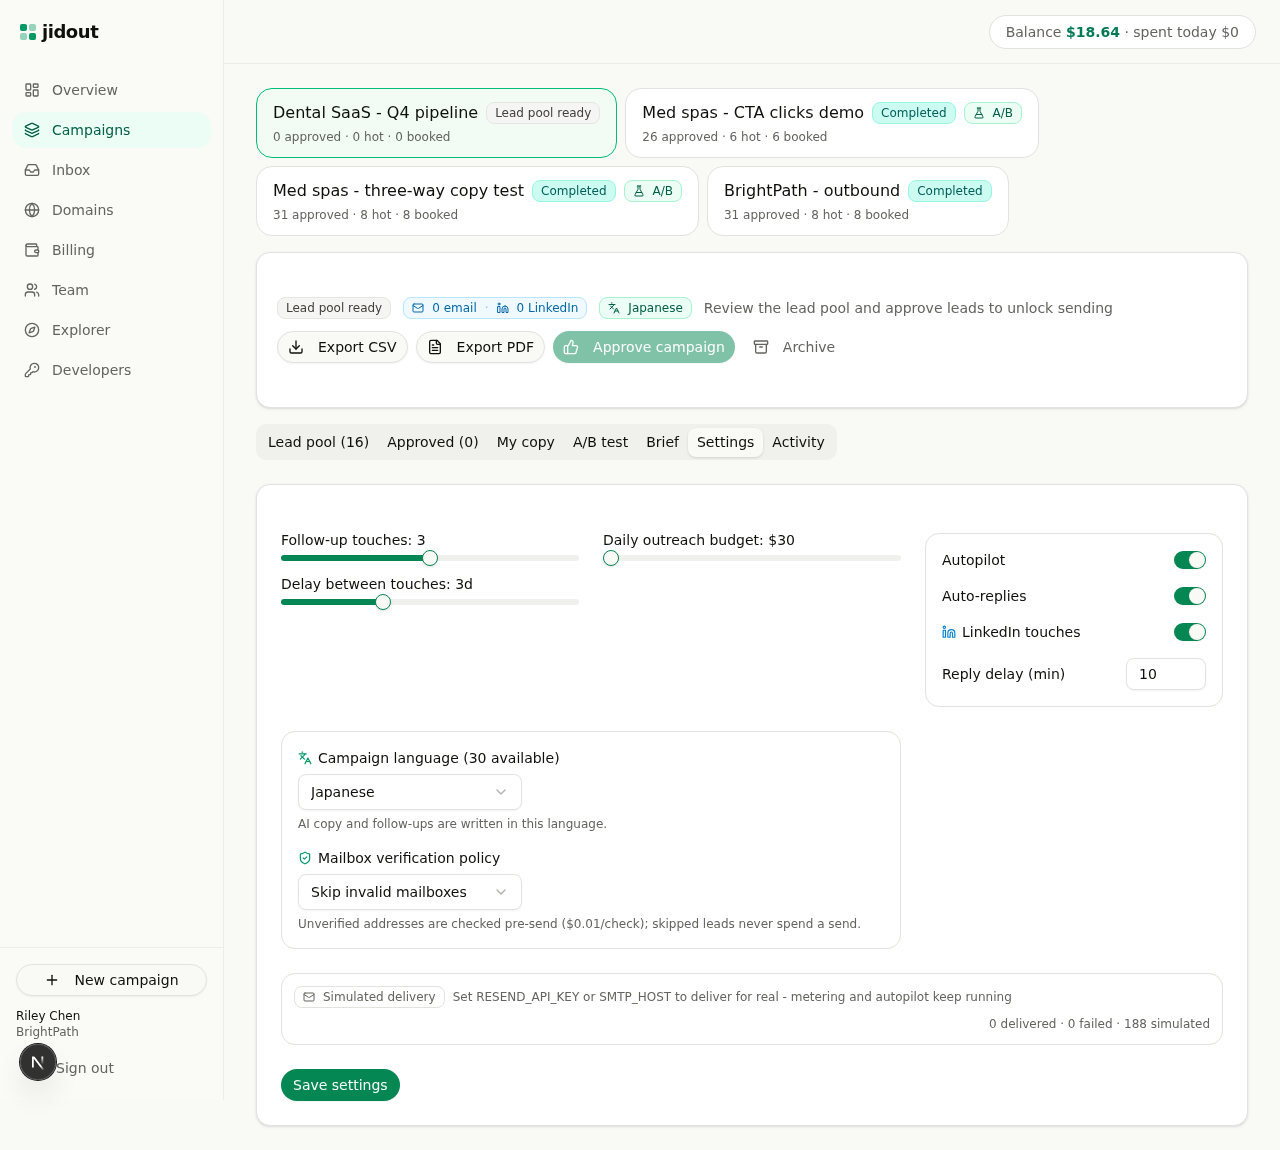 jidout
Balance $18.64 · spent today $0
Overview
Campaigns
Inbox
Domains
Billing
Team
Explorer
Developers
New campaign
Riley Chen
BrightPath
N
Sign out
Dental SaaS - Q4 pipeline Lead pool ready
0 approved · 0 hot · 0 booked
Med spas - CTA clicks demo Completed A/B
26 approved · 6 hot · 6 booked
Med spas - three-way copy test Completed A/B
31 approved · 8 hot · 8 booked
BrightPath - outbound Completed
31 approved · 8 hot · 8 booked
Lead pool ready 0 email · 0 LinkedIn Japanese Review the lead pool and approve leads to unlock sending
Export CSV Export PDF Approve campaign Archive
Lead pool (16) Approved (0) My copy A/B test Brief Settings Activity
Follow-up touches: 3
Delay between touches: 3d
Daily outreach budget: $30
Autopilot
Auto-replies
LinkedIn touches
Reply delay (min) 10
Campaign language (30 available)
Japanese
AI copy and follow-ups are written in this language.
Mailbox verification policy
Skip invalid mailboxes
Unverified addresses are checked pre-send ($0.01/check); skipped leads never spend a send.
Simulated delivery Set RESEND_API_KEY or SMTP_HOST to deliver for real - metering and autopilot keep running
0 delivered · 0 failed · 188 simulated
Save settings